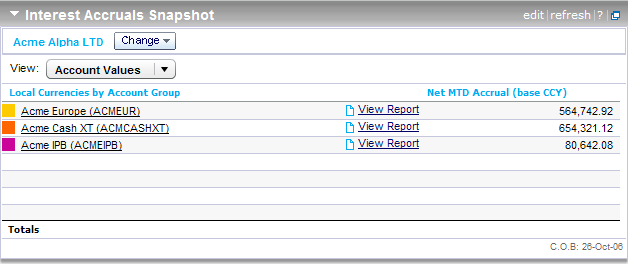 Interest Accruals Snapshot edit | refresh | ?
Acme Alpha LTD Change
View: Account Values
Local Currencies by Account Group Net MTD Accrual (base CCY)
Acme Europe (ACMEUR) View Report 564,742.92
Acme Cash XT (ACMCASHXT) View Report 654,321.12
Acme IPB (ACMEIPB) View Report 80,642.08
Totals
C.O.B: 26-Oct-06